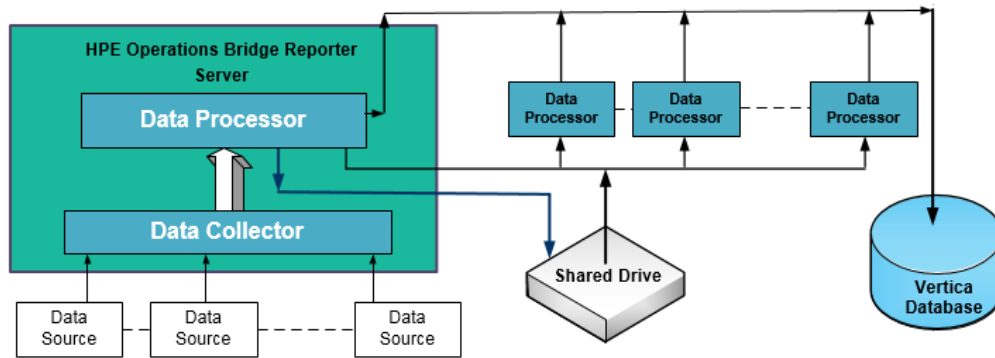 HPE Operations Bridge Reporter
Server
Data Processor
Data Collector
Data
Processor
Data
Processor
Data
Processor
Shared Drive
Vertica
Database
Data
Source
Data
Source
Data
Source